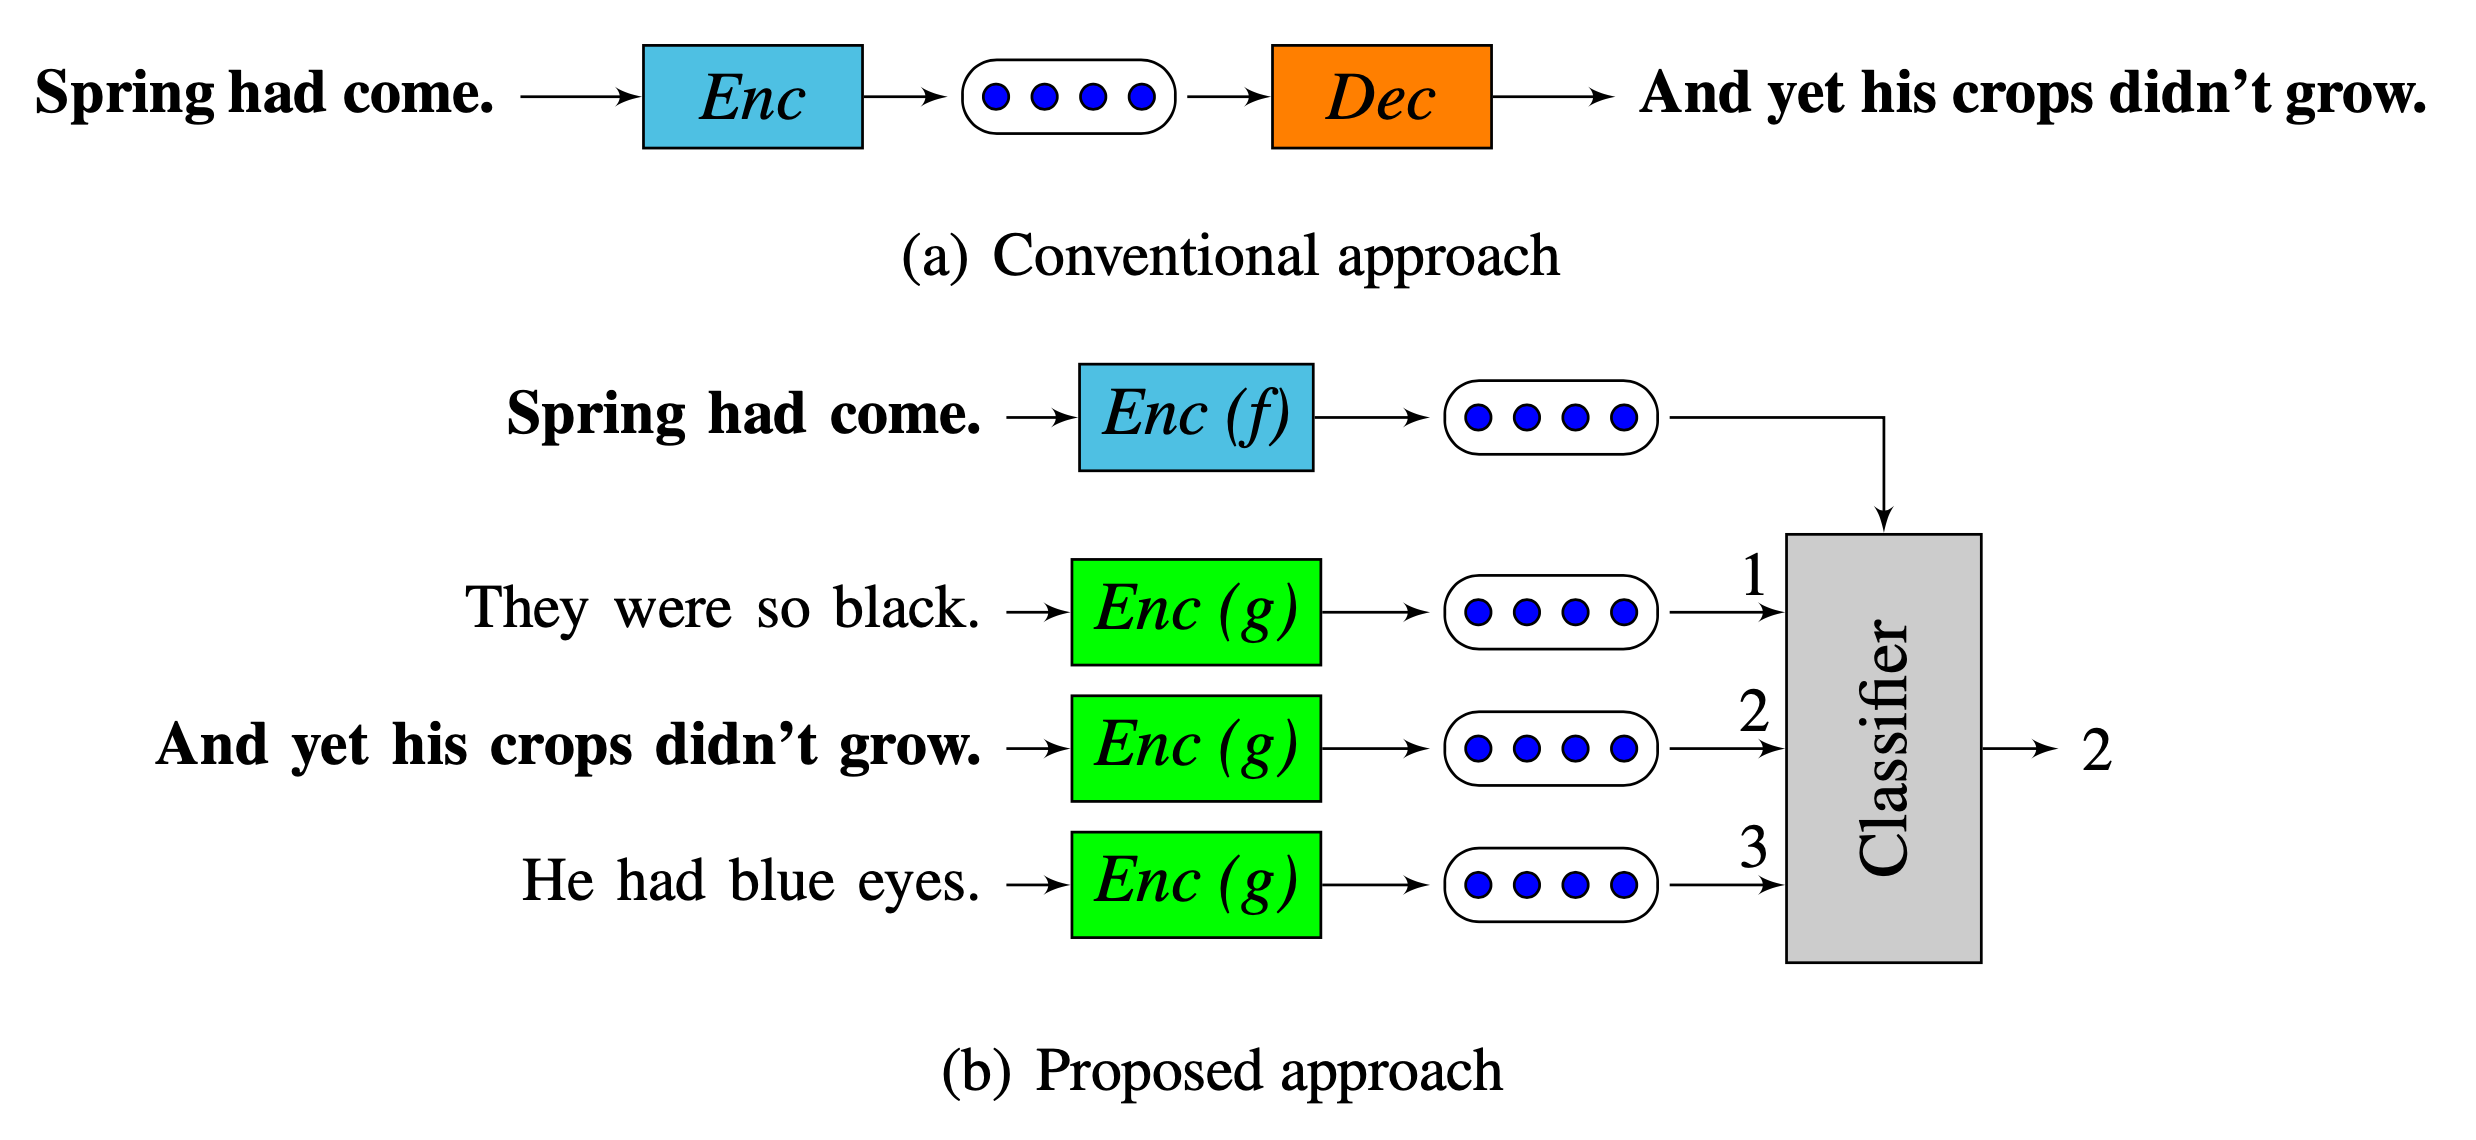 Spring had come. Enc Dec And yet his crops didn't grow.
(a) Conventional approach
Spring had come. Enc (f)
They were so black. Enc (g) 1
And yet his crops didn't grow. Enc (g) 2 Classifier 2
He had blue eyes. Enc (g) 3
(b) Proposed approach